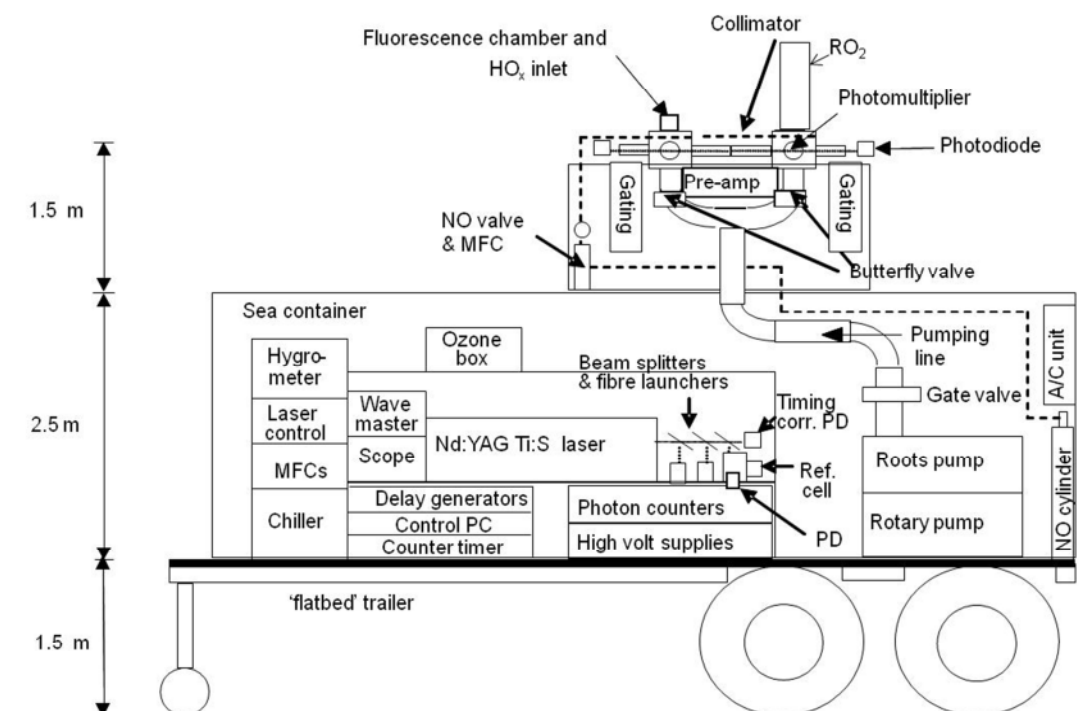 Fluorescence chamber and
HOₓ inlet
Collimator
RO₂
Photomultiplier
Photodiode
1.5 m
Gating
Pre-amp
Gating
NO valve
& MFC
Butterfly valve
Sea container
Pumping
line
A/C unit
Gate valve
Hygro-
meter
Ozone
box
Beam splitters
& fibre launchers
Timing
corr. PD
2.5 m
Laser
control
Wave
master
Nd:YAG Ti:S laser
Scope
MFCs
Ref.
cell
Roots pump
Chiller
Delay generators
Control PC
Counter timer
Photon counters
High volt supplies
PD
Rotary pump
NO cylinder
'flatbed' trailer
1.5 m